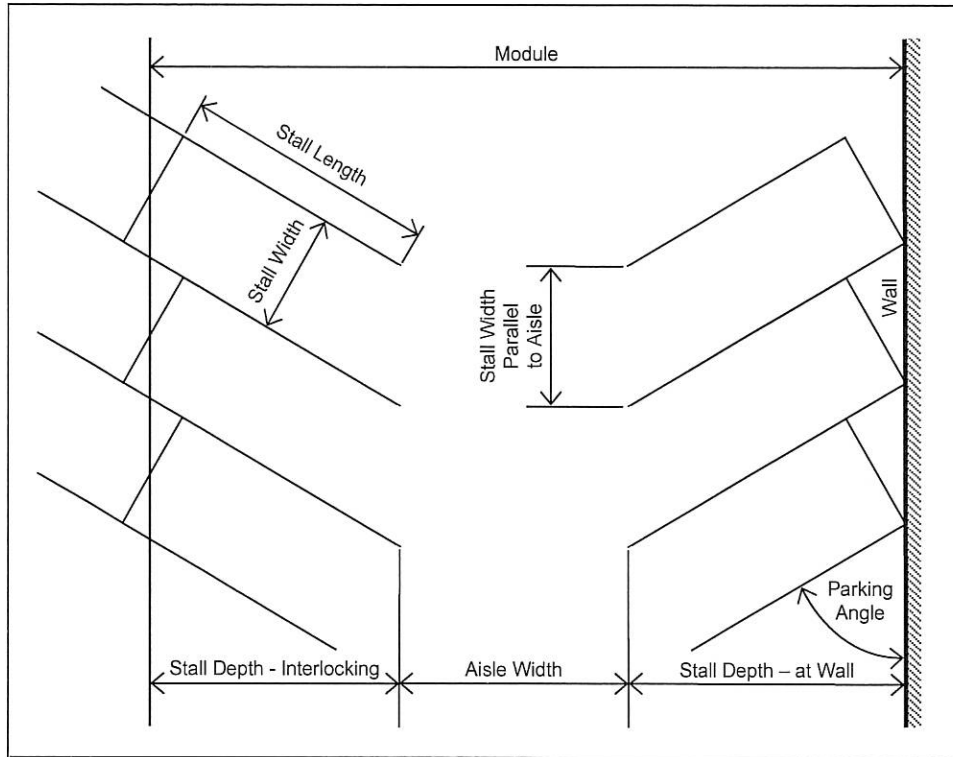 Module
Stall Length
Stall Width
Stall Width
Parallel
to Aisle
Wall
Parking
Angle
Stall Depth - Interlocking
Aisle Width
Stall Depth – at Wall